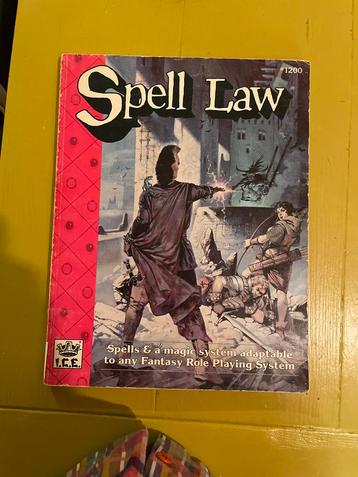 1200
Spell Law
Spells & a magic system adaptable
to any Fantasy Role Playing System
I.C.E.